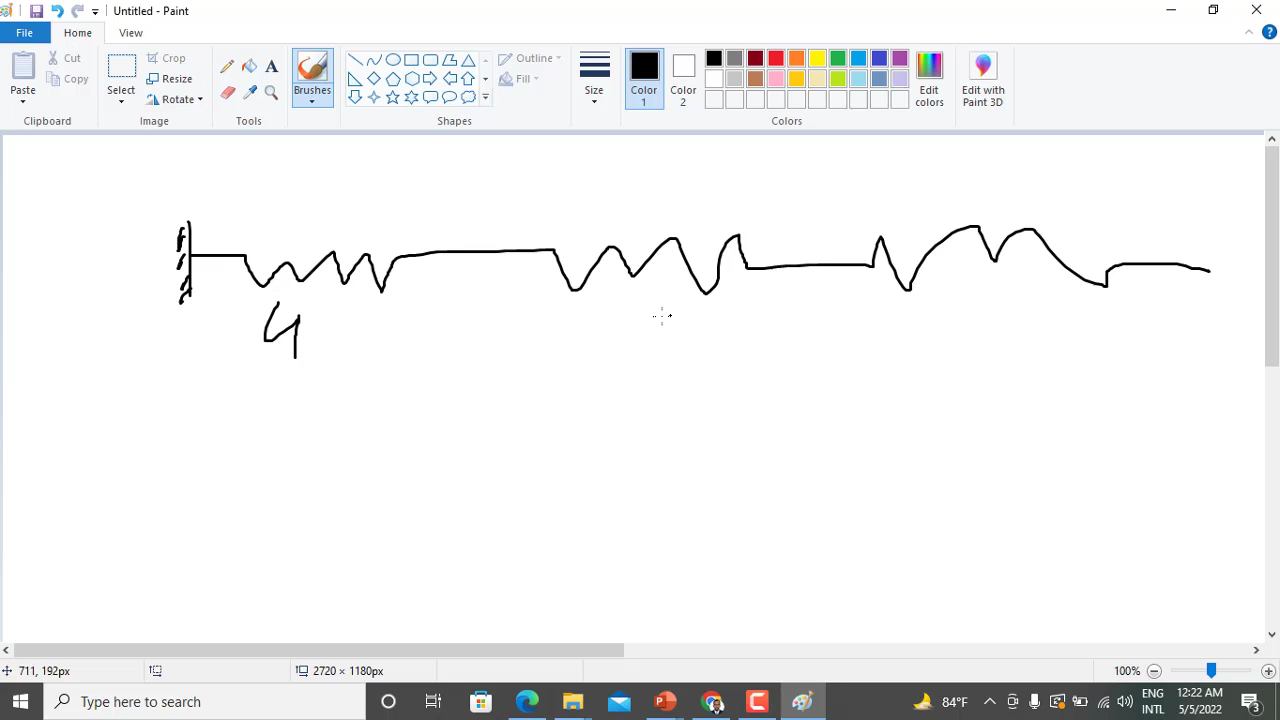 Untitled - Paint
File
Home
View
Paste
Cut
Copy
Clipboard
Select
Crop
Resize
Rotate
Image
Tools
Brushes
Outline
Fill
Shapes
Size
Color 1
Color 2
Edit colors
Colors
Edit with Paint 3D
4
711, 192px
2720 × 1180px
100%
Type here to search
84°F
ENG
INTL
12:22 AM
5/5/2022
3